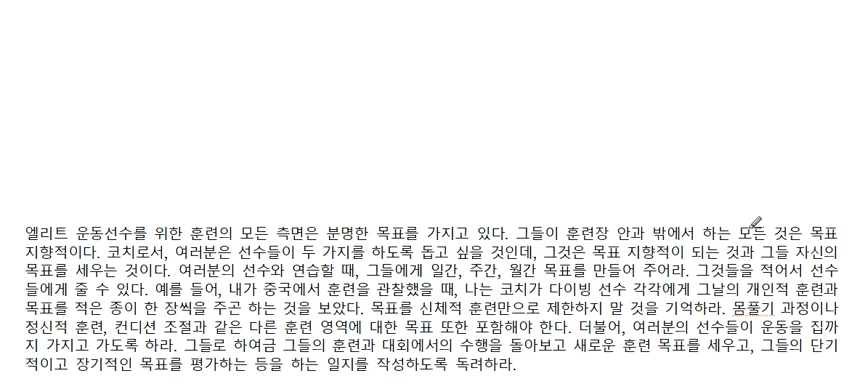 엘리트 운동선수를 위한 훈련의 모든 측면은 분명한 목표를 가지고 있다. 그들이 훈련장 안과 밖에서 하는 모든 것은 목표
지향적이다. 코치로서, 여러분은 선수들이 두 가지를 하도록 돕고 싶을 것인데, 그것은 목표 지향적이 되는 것과 그들 자신의
목표를 세우는 것이다. 여러분의 선수와 연습할 때, 그들에게 일간, 주간, 월간 목표를 만들어 주어라. 그것들을 적어서 선수
들에게 줄 수 있다. 예를 들어, 내가 중국에서 훈련을 관찰했을 때, 나는 코치가 다이빙 선수 각각에게 그날의 개인적 훈련과
목표를 적은 종이 한 장씩을 주곤 하는 것을 보았다. 목표를 신체적 훈련만으로 제한하지 말 것을 기억하라. 몸풀기 과정이나
정신적 훈련, 컨디션 조절과 같은 다른 훈련 영역에 대한 목표 또한 포함해야 한다. 더불어, 여러분의 선수들이 운동을 집까
지 가지고 가도록 하라. 그들로 하여금 그들의 훈련과 대회에서의 수행을 돌아보고 새로운 훈련 목표를 세우고, 그들의 단기
적이고 장기적인 목표를 평가하는 등을 하는 일지를 작성하도록 독려하라.